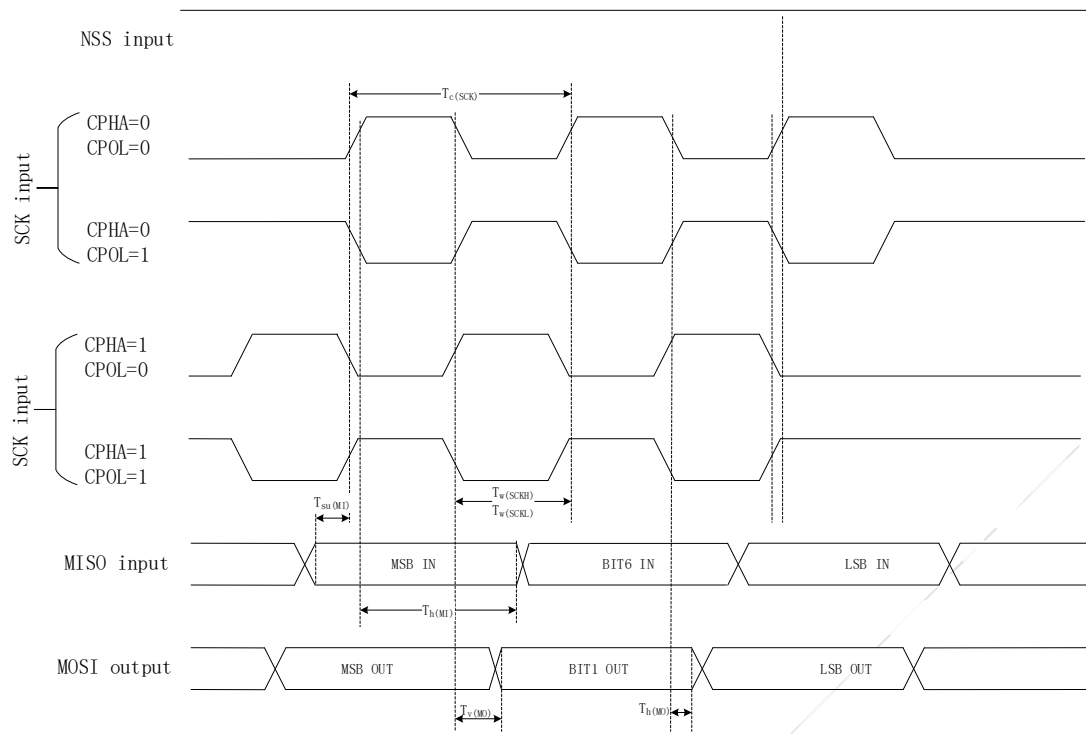 NSS input
Tc(SCK)
SCK input
CPHA=0
CPOL=0
CPHA=0
CPOL=1
SCK input
CPHA=1
CPOL=0
CPHA=1
CPOL=1
Tw(SCKH)
Tw(SCKL)
Tsu(MI)
MISO input
MSB IN
BIT6 IN
LSB IN
Th(MI)
MOSI output
MSB OUT
BIT1 OUT
LSB OUT
Tv(MO)
Th(MO)